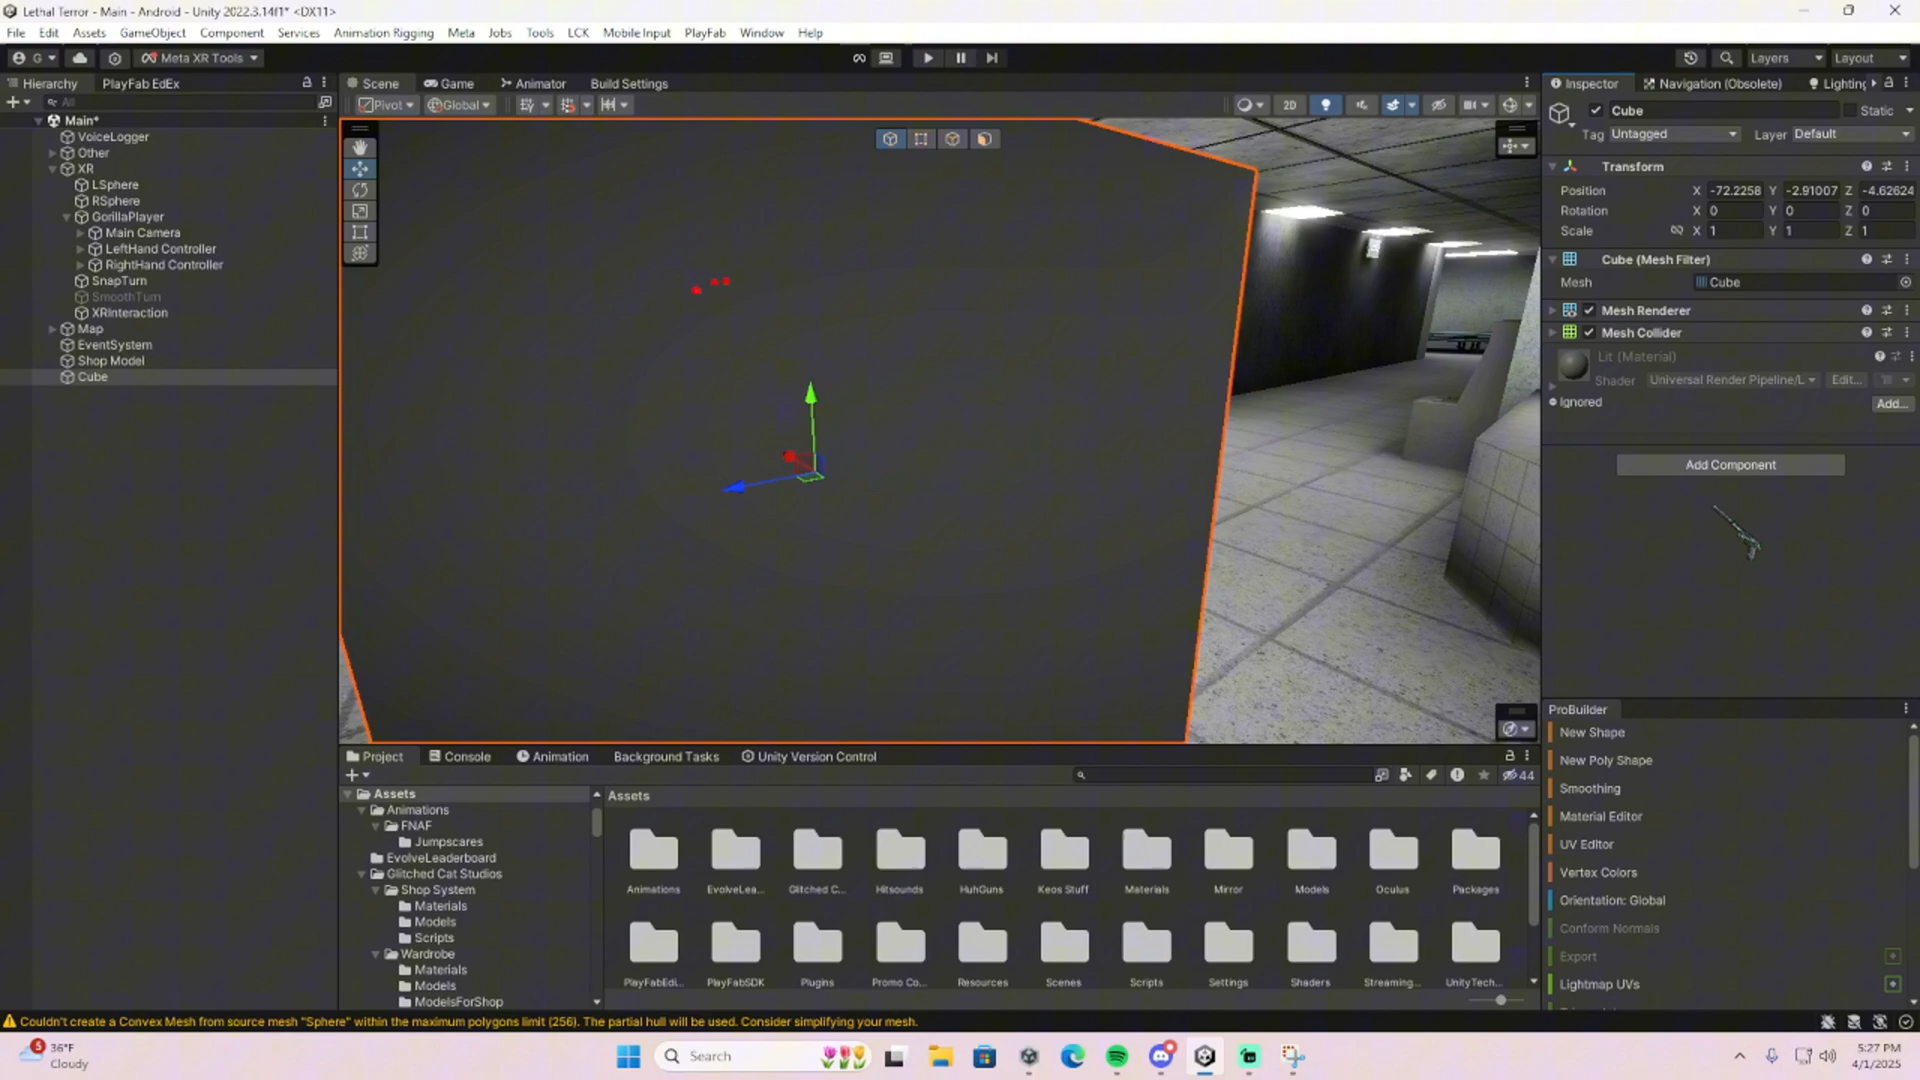 Lethal Terror - Main - Android - Unity 2022.3.14f1* <DX11>
File Edit Assets GameObject Component Services Animation Rigging Meta Jobs Tools LCK Mobile Input PlayFab Window Help
G Meta XR Tools Layers Layout
Hierarchy PlayFab EdEx Scene Game Animator Build Settings Inspector Navigation (Obsolete) Lighting
All Pivot Global 2D
Cube Static
Tag Untagged Layer Default
Main*
VoiceLogger
Other
XR
LSphere
RSphere
GorillaPlayer
Main Camera
LeftHand Controller
RightHand Controller
SnapTurn
SmoothTurn
XRInteraction
Map
EventSystem
Shop Model
Cube
Transform
Position X -72.2258 Y -2.91007 Z -4.62624
Rotation X 0 Y 0 Z 0
Scale X 1 Y 1 Z 1
Cube (Mesh Filter)
Mesh Cube
Mesh Renderer
Mesh Collider
Lit (Material)
Shader Universal Render Pipeline/L Edit...
Ignored
Add...
Add Component
ProBuilder
New Shape
New Poly Shape
Smoothing
Material Editor
UV Editor
Vertex Colors
Orientation: Global
Conform Normals
Export
Lightmap UVs
Project Console Animation Background Tasks Unity Version Control
44
Assets
Animations
FNAF
Jumpscares
EvolveLeaderboard
Glitched Cat Studios
Shop System
Materials
Models
Scripts
Wardrobe
Materials
Models
ModelsForShop
Assets
Animations EvolveLea... Glitched C... Hitsounds HuhGuns Keos Stuff Materials Mirror Models Oculus Packages
PlayFabEdi... PlayFabSDK Plugins Promo Co... Resources Scenes Scripts Settings Shaders Streaming... UnityTech...
Couldn't create a Convex Mesh from source mesh "Sphere" within the maximum polygons limit (256). The partial hull will be used. Consider simplifying your mesh.
5
36°F
Cloudy
Search
5:27 PM
4/1/2025